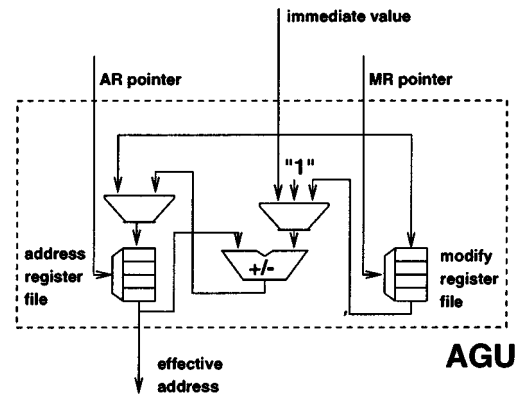 immediate value
AR pointer
MR pointer
"1"
address
register
file
+/-
modify
register
file
AGU
effective
address